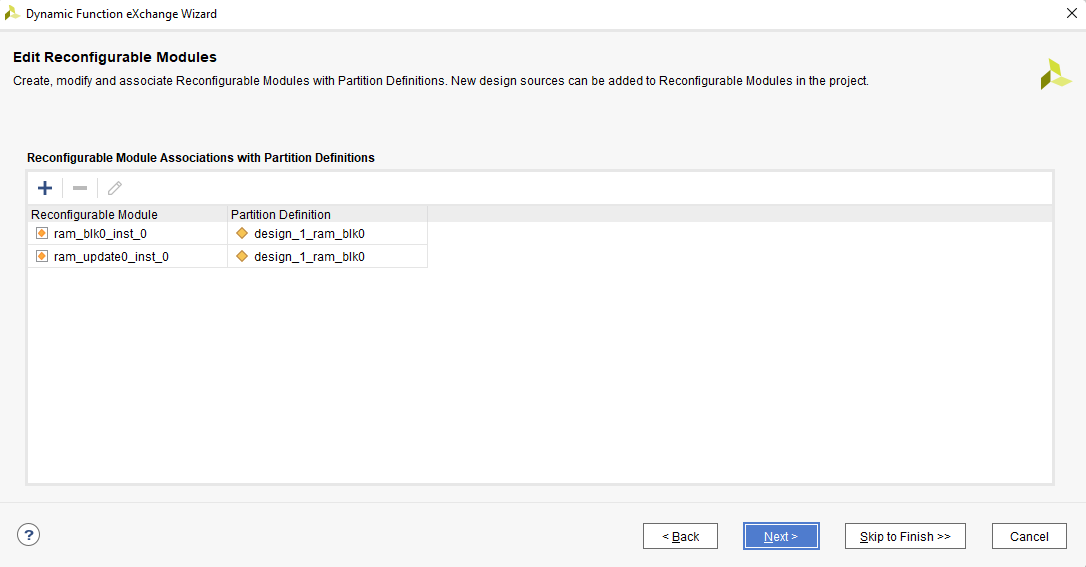 Dynamic Function eXchange Wizard
Edit Reconfigurable Modules
Create, modify and associate Reconfigurable Modules with Partition Definitions. New design sources can be added to Reconfigurable Modules in the project.
Reconfigurable Module Associations with Partition Definitions
Reconfigurable Module Partition Definition
ram_blk0_inst_0 design_1_ram_blk0
ram_update0_inst_0 design_1_ram_blk0
? < Back Next > Skip to Finish >> Cancel